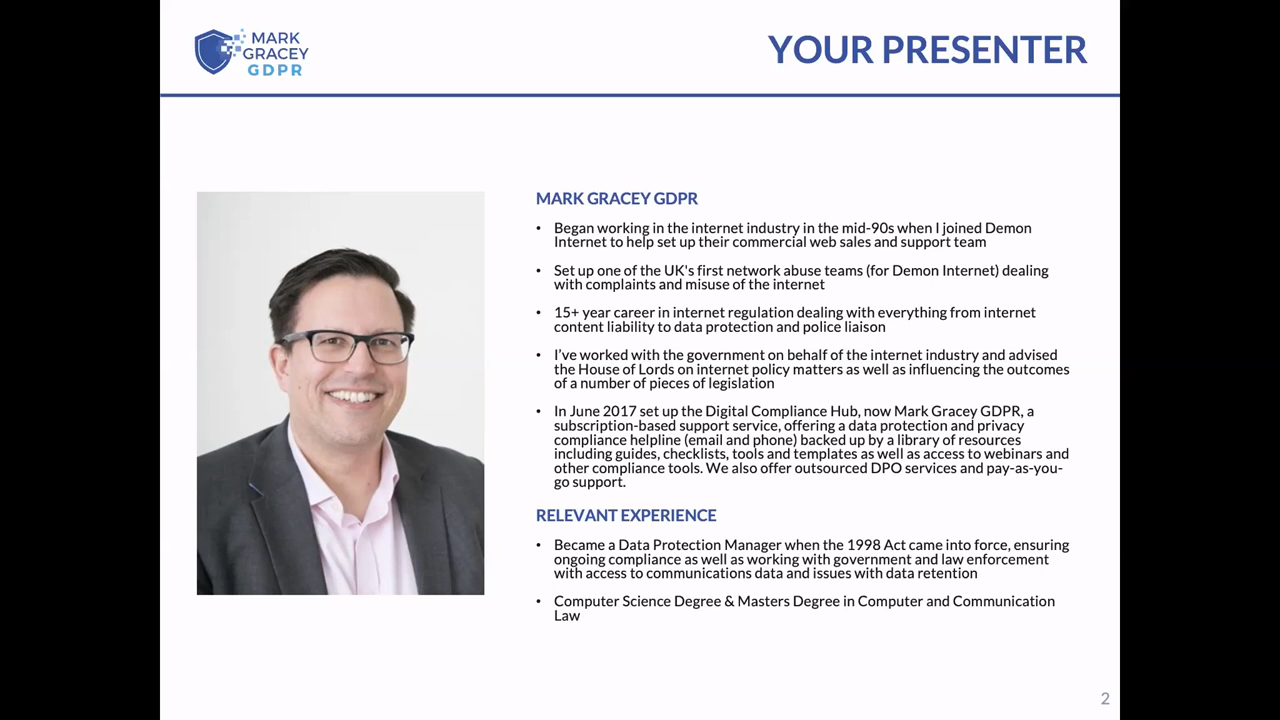 MARK
GRACEY
GDPR
YOUR PRESENTER
MARK GRACEY GDPR
• Began working in the internet industry in the mid-90s when I joined Demon
Internet to help set up their commercial web sales and support team
• Set up one of the UK's first network abuse teams (for Demon Internet) dealing
with complaints and misuse of the internet
• 15+ year career in internet regulation dealing with everything from internet
content liability to data protection and police liaison
• I've worked with the government on behalf of the internet industry and advised
the House of Lords on internet policy matters as well as influencing the outcomes
of a number of pieces of legislation
• In June 2017 set up the Digital Compliance Hub, now Mark Gracey GDPR, a
subscription-based support service, offering a data protection and privacy
compliance helpline (email and phone) backed up by a library of resources
including guides, checklists, tools and templates as well as access to webinars and
other compliance tools. We also offer outsourced DPO services and pay-as-you-
go support.
RELEVANT EXPERIENCE
• Became a Data Protection Manager when the 1998 Act came into force, ensuring
ongoing compliance as well as working with government and law enforcement
with access to communications data and issues with data retention
• Computer Science Degree & Masters Degree in Computer and Communication
Law
2